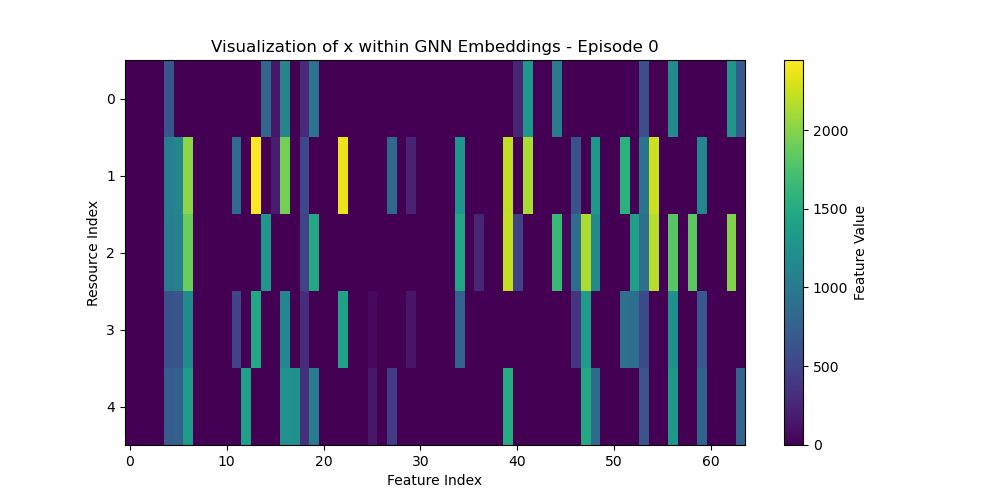 Visualization of x within GNN Embeddings - Episode 0
Resource Index
0
1
2
3
4
0 10 20 30 40 50 60
Feature Index
2000
1500
1000
500
0
Feature Value